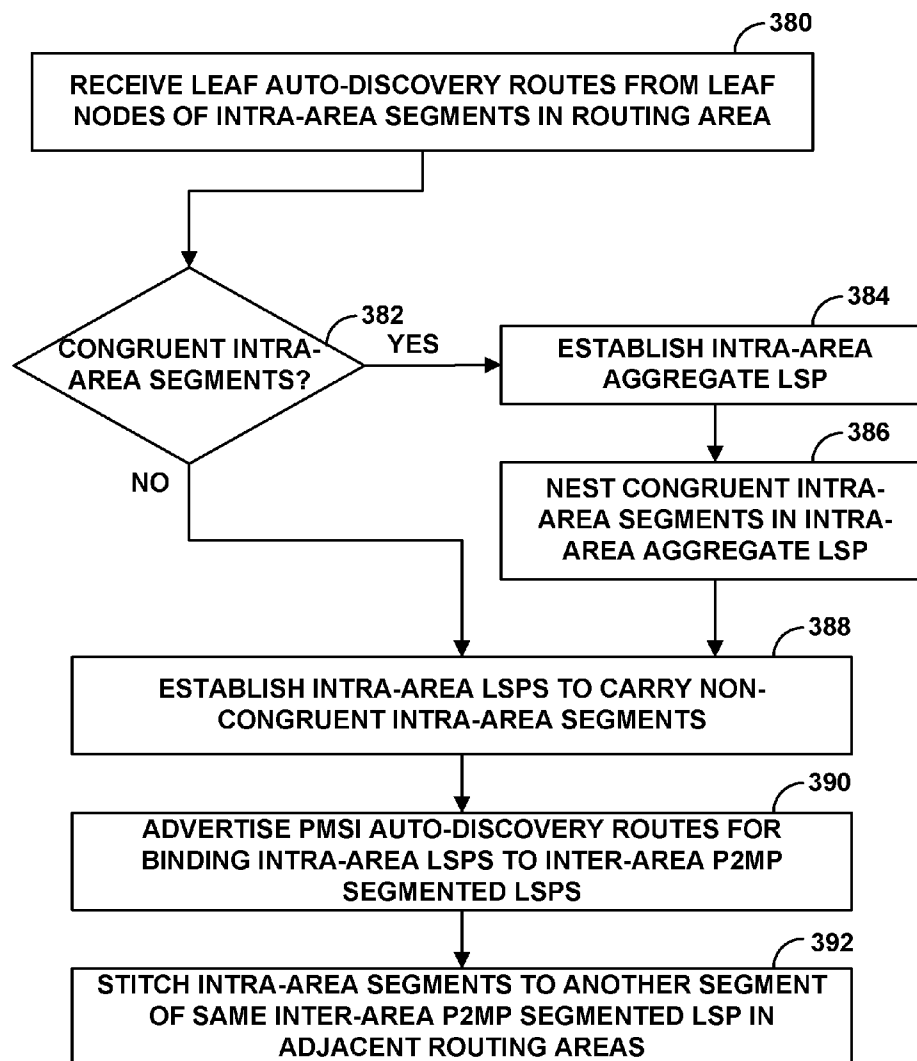 380
RECEIVE LEAF AUTO-DISCOVERY ROUTES FROM LEAF
NODES OF INTRA-AREA SEGMENTS IN ROUTING AREA
382
CONGRUENT INTRA-
AREA SEGMENTS?
YES
NO
384
ESTABLISH INTRA-AREA
AGGREGATE LSP
386
NEST CONGRUENT INTRA-
AREA SEGMENTS IN INTRA-
AREA AGGREGATE LSP
388
ESTABLISH INTRA-AREA LSPS TO CARRY NON-
CONGRUENT INTRA-AREA SEGMENTS
390
ADVERTISE PMSI AUTO-DISCOVERY ROUTES FOR
BINDING INTRA-AREA LSPS TO INTER-AREA P2MP
SEGMENTED LSPS
392
STITCH INTRA-AREA SEGMENTS TO ANOTHER SEGMENT
OF SAME INTER-AREA P2MP SEGMENTED LSP IN
ADJACENT ROUTING AREAS